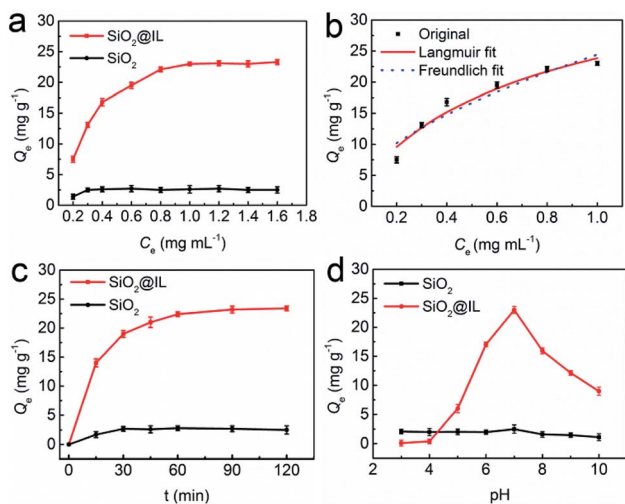 a
SiO₂@IL
SiO₂
Qₑ (mg g⁻¹)
30
25
20
15
10
5
0
0.2 0.4 0.6 0.8 1.0 1.2 1.4 1.6 1.8
Cₑ (mg mL⁻¹)
b
Original
Langmuir fit
Freundlich fit
Qₑ (mg g⁻¹)
30
25
20
15
10
5
0
0.2 0.4 0.6 0.8 1.0
Cₑ (mg mL⁻¹)
c
SiO₂@IL
SiO₂
Qₑ (mg g⁻¹)
30
25
20
15
10
5
0
0 30 60 90 120
t (min)
d
SiO₂
SiO₂@IL
Qₑ (mg g⁻¹)
30
25
20
15
10
5
0
2 4 6 8 10
pH